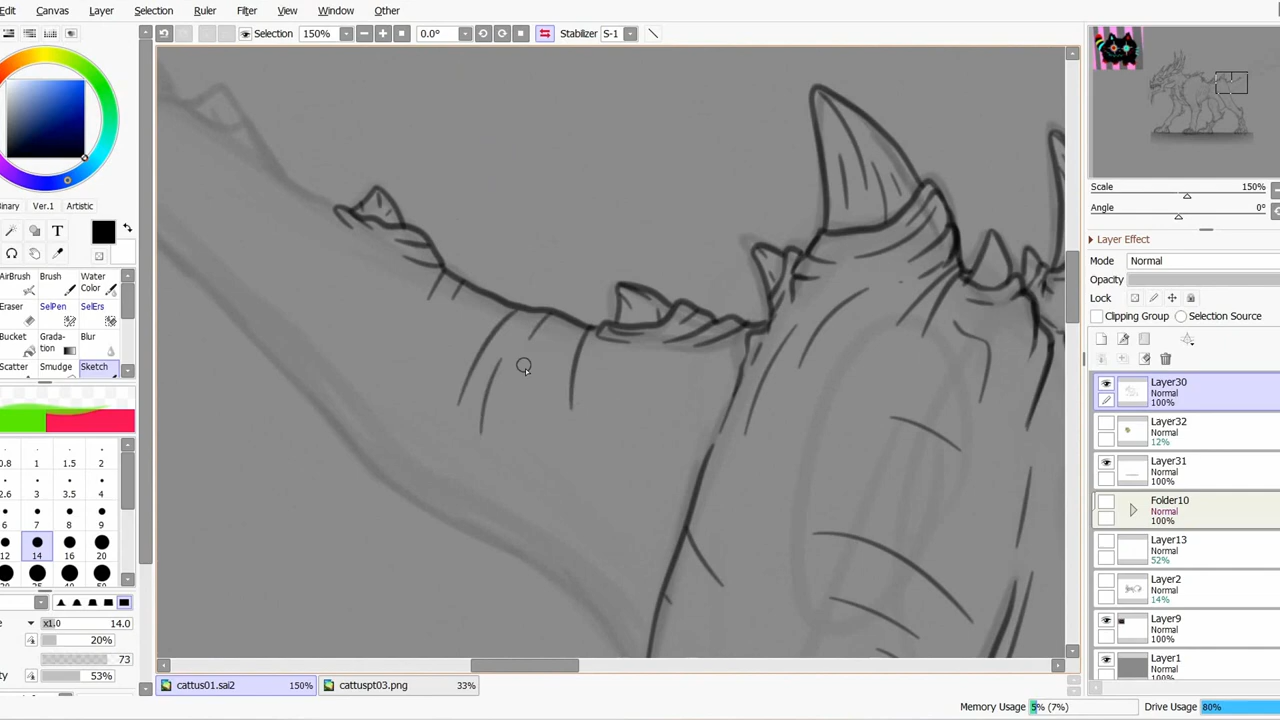 Edit Canvas Layer Selection Ruler Filter View Window Other
Selection 150% 0.0° Stabilizer S-1
Scale 150%
Angle 0°
inary Ver.1 Artistic
T
AirBrush Brush Water Color
Eraser SelPen SelErs
Bucket Grada- tion Blur
Scatter Smudge Sketch
0.8 1 1.5 2
2.6 3 3.5 4
6 7 8 9
12 14 16 20
x1.0 14.0
20%
73
ty 53%
Layer Effect
Mode Normal
Opacity
Lock
Clipping Group Selection Source
Layer30
Normal
100%
Layer32
Normal
12%
Layer31
Normal
100%
Folder10
Normal
100%
Layer13
Normal
52%
Layer2
Normal
14%
Layer9
Normal
100%
Layer1
Normal
100%
cattus01.sai2 150% cattuspt03.png 33%
Memory Usage 5% (7%) Drive Usage 80%